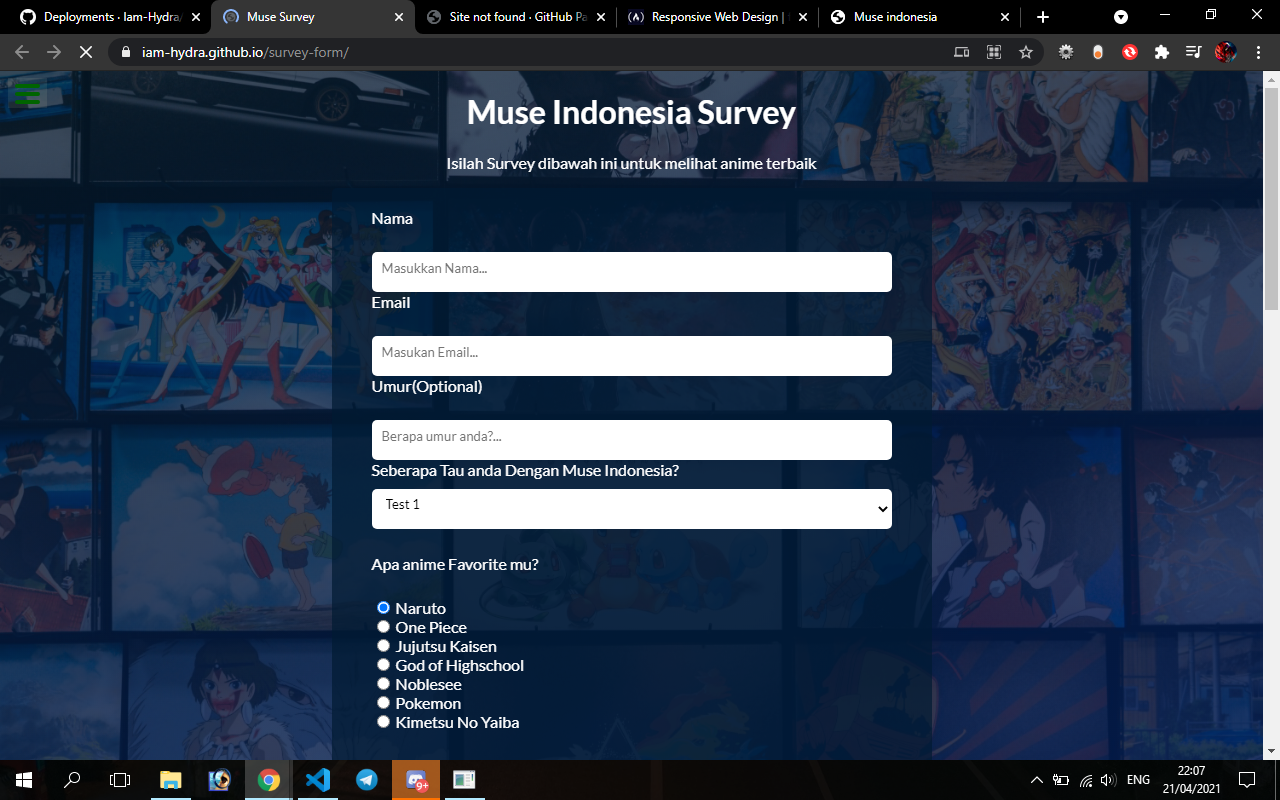 Deployments · Iam-Hydra/
Muse Survey
Site not found · GitHub Pa
Responsive Web Design |
Muse indonesia
iam-hydra.github.io/survey-form/
Muse Indonesia Survey
Isilah Survey dibawah ini untuk melihat anime terbaik
Nama
Masukkan Nama...
Email
Masukan Email...
Umur(Optional)
Berapa umur anda?...
Seberapa Tau anda Dengan Muse Indonesia?
Test 1
Apa anime Favorite mu?
Naruto
One Piece
Jujutsu Kaisen
God of Highschool
Noblesee
Pokemon
Kimetsu No Yaiba
9+
ENG
22:07
21/04/2021